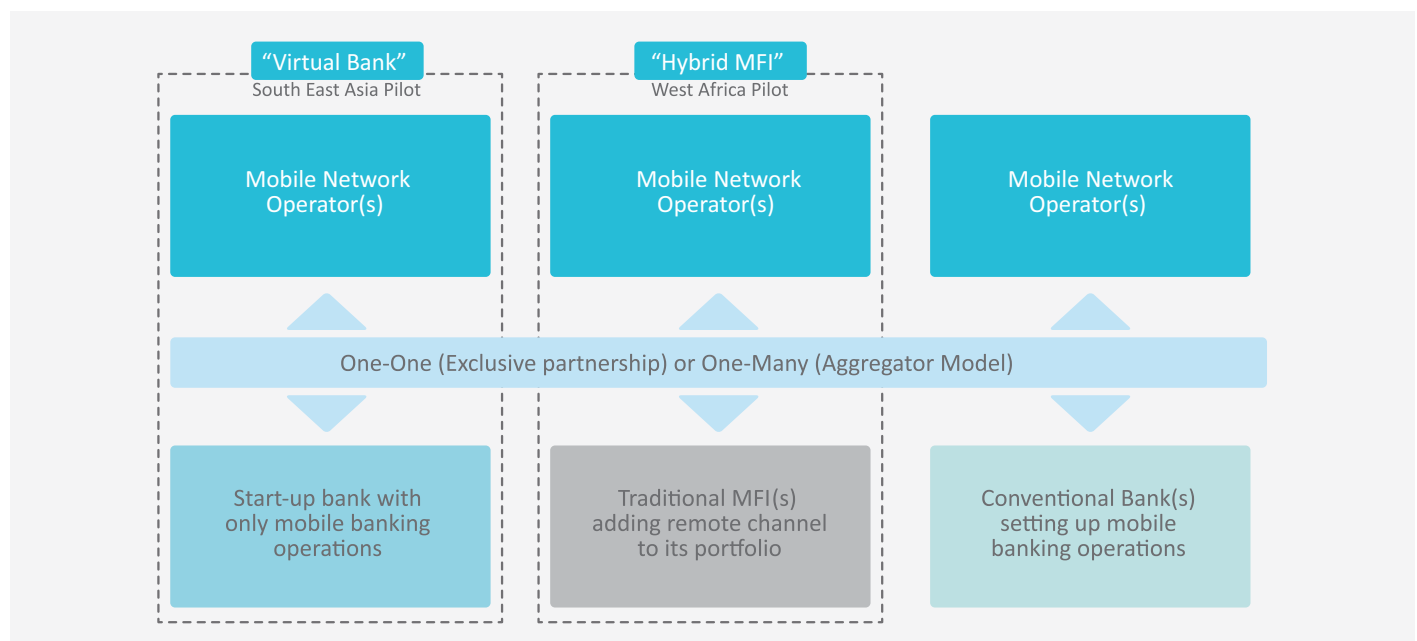 “Virtual Bank”
South East Asia Pilot
“Hybrid MFI”
West Africa Pilot
Mobile Network
Operator(s)
Mobile Network
Operator(s)
Mobile Network
Operator(s)
One-One (Exclusive partnership) or One-Many (Aggregator Model)
Start-up bank with
only mobile banking
operations
Traditional MFI(s)
adding remote channel
to its portfolio
Conventional Bank(s)
setting up mobile
banking operations